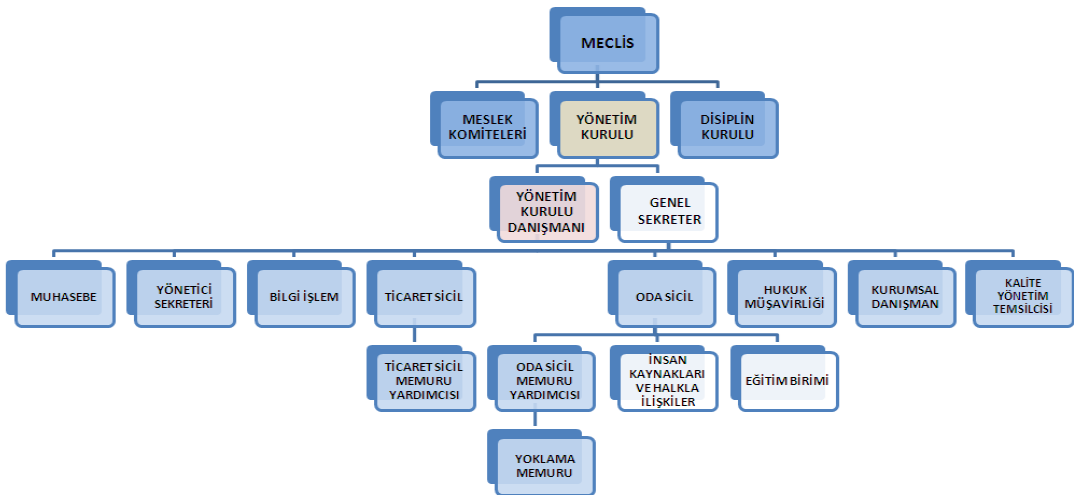 MECLİS
MESLEK
KOMİTELERİ
YÖNETİM
KURULU
DISİPLİN
KURULU
YÖNETİM
KURULU
DANIŞMANI
GENEL
SEKRETER
MUHASEBE
YÖNETİCİ
SEKRETERİ
BİLGİ İŞLEM
TİCARET SİCİL
ODA SİCİL
HUKUK
MÜŞAVİRLİĞİ
KURUMSAL
DANIŞMAN
KALİTE
YÖNETİM
TEMSİLCİSİ
TİCARET SİCİL
MEMURU
YARDIMCISI
ODA SİCİL
MEMURU
YARDIMCISI
İNSAN
KAYNAKLARI
VE HALKLA
İLİŞKİLER
EĞİTİM BİRİMİ
YOKLAMA
MEMURU